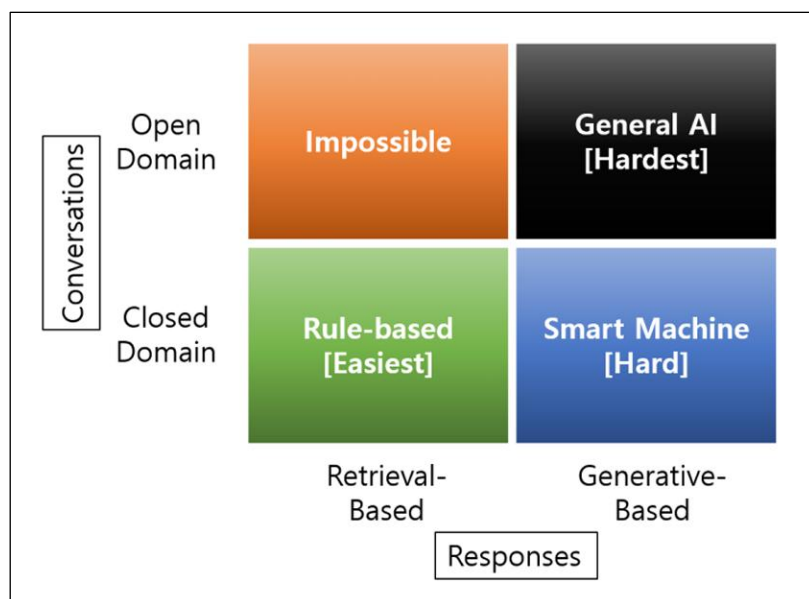 Conversations
Open
Domain
Impossible
General AI
[Hardest]
Closed
Domain
Rule-based
[Easiest]
Smart Machine
[Hard]
Retrieval-
Based
Generative-
Based
Responses